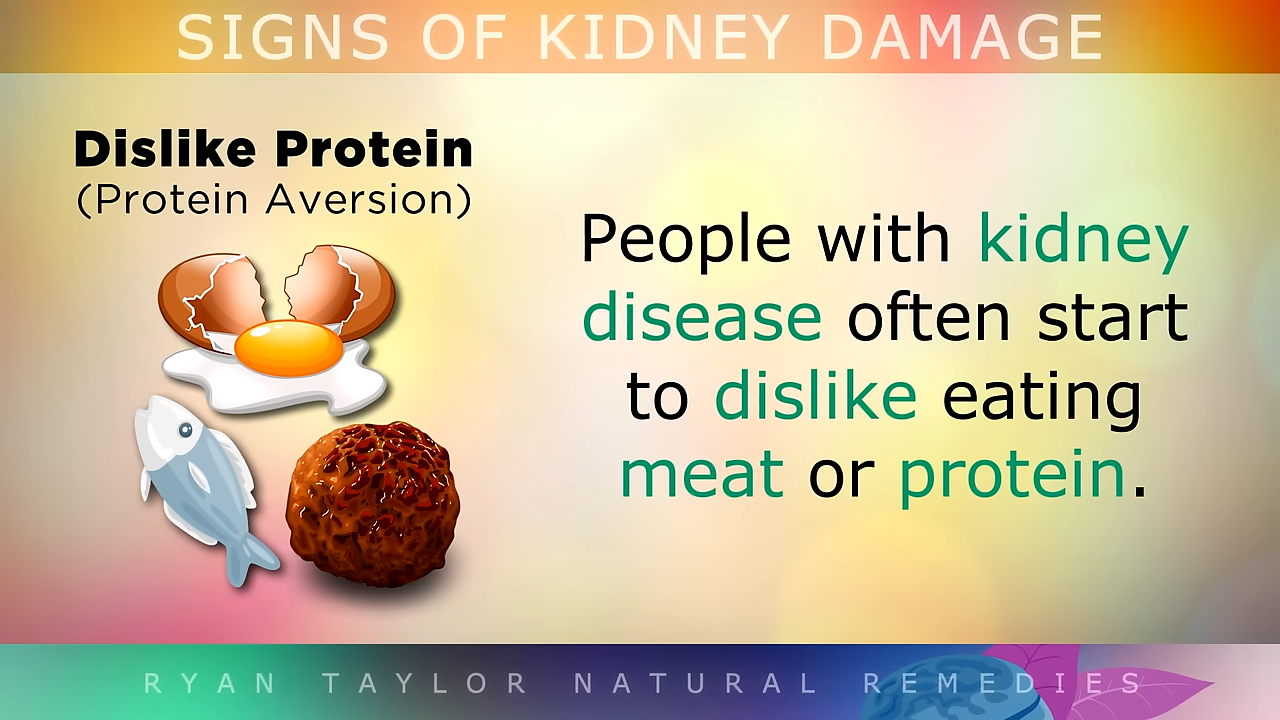 SIGNS OF KIDNEY DAMAGE
Dislike Protein
(Protein Aversion)
People with kidney
disease often start
to dislike eating
meat or protein.
RYAN TAYLOR NATURAL REMEDIES